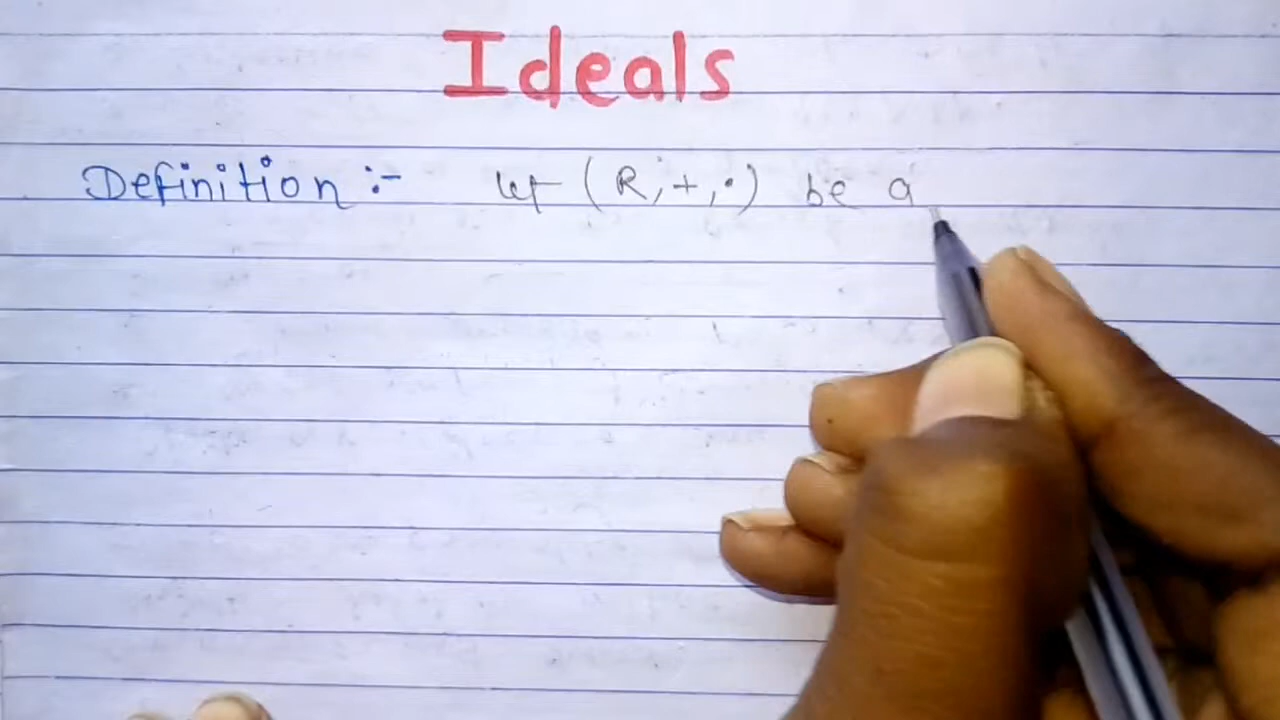 Ideals
Definition :- Let (R, +, ·) be a